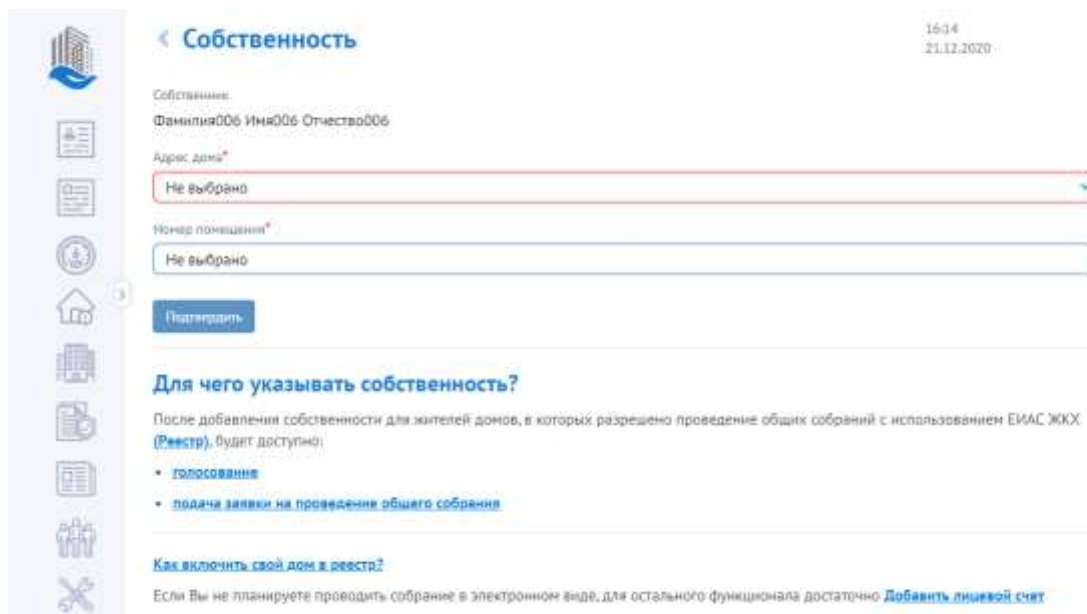 Собственность
16:14
21.12.2020
Собственник
Фамилия006 Имя006 Отчество006
Адрес дома*
Не выбрано
Номер помещения*
Не выбрано
Подтвердить
Для чего указывать собственность?
После добавления собственности для жителей домов, в которых разрешено проведение общих собраний с использованием ЕИАС ЖКХ
(Реестр), будет доступно:
• голосование
• подача заявки на проведение общего собрания
Как включить свой дом в реестр?
Если Вы не планируете проводить собрание в электронном виде, для остального функционала достаточно Добавить лицевой счет